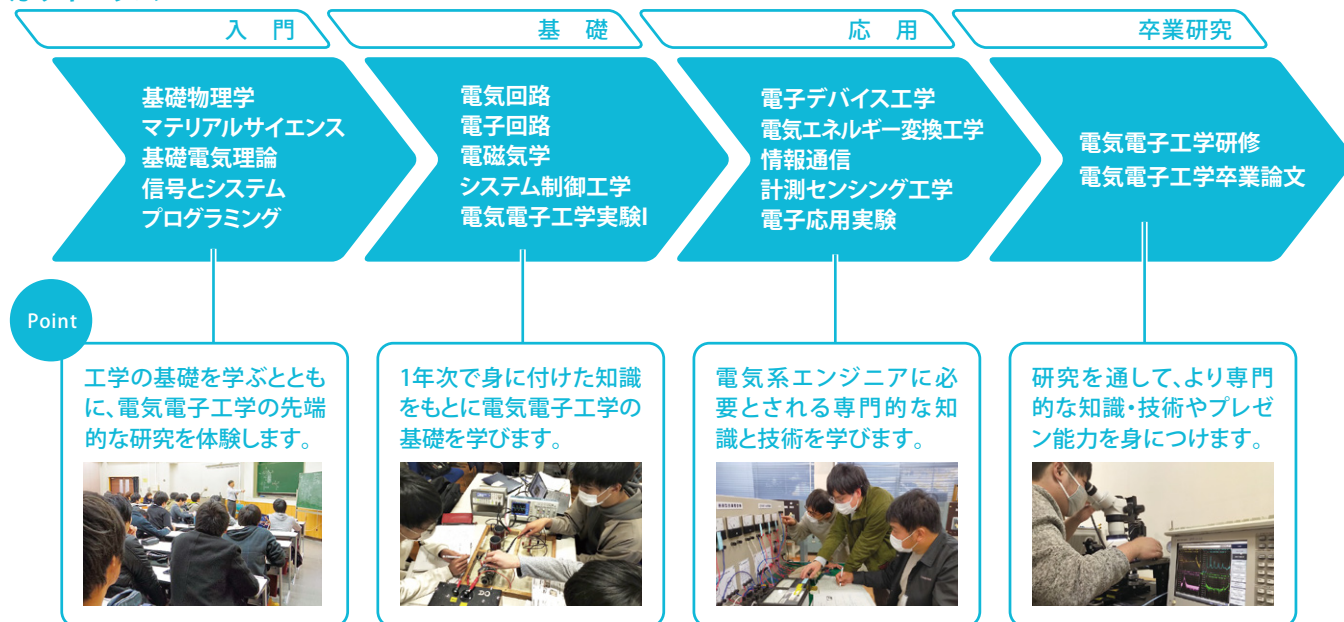 入 門
基 礎
応 用
卒業研究
基礎物理学
マテリアルサイエンス
基礎電気理論
信号とシステム
プログラミング
電気回路
電子回路
電磁気学
システム制御工学
電気電子工学実験I
電子デバイス工学
電気エネルギー変換工学
情報通信
計測センシング工学
電子応用実験
電気電子工学研修
電気電子工学卒業論文
Point
工学の基礎を学ぶととも
に、電気電子工学の先端
的な研究を体験します。
1年次で身に付けた知識
をもとに電気電子工学の
基礎を学びます。
電気系エンジニアに必
要とされる専門的な知
識と技術を学びます。
研究を通して、より専門
的な知識・技術やプレゼ
ン能力を身につけます。